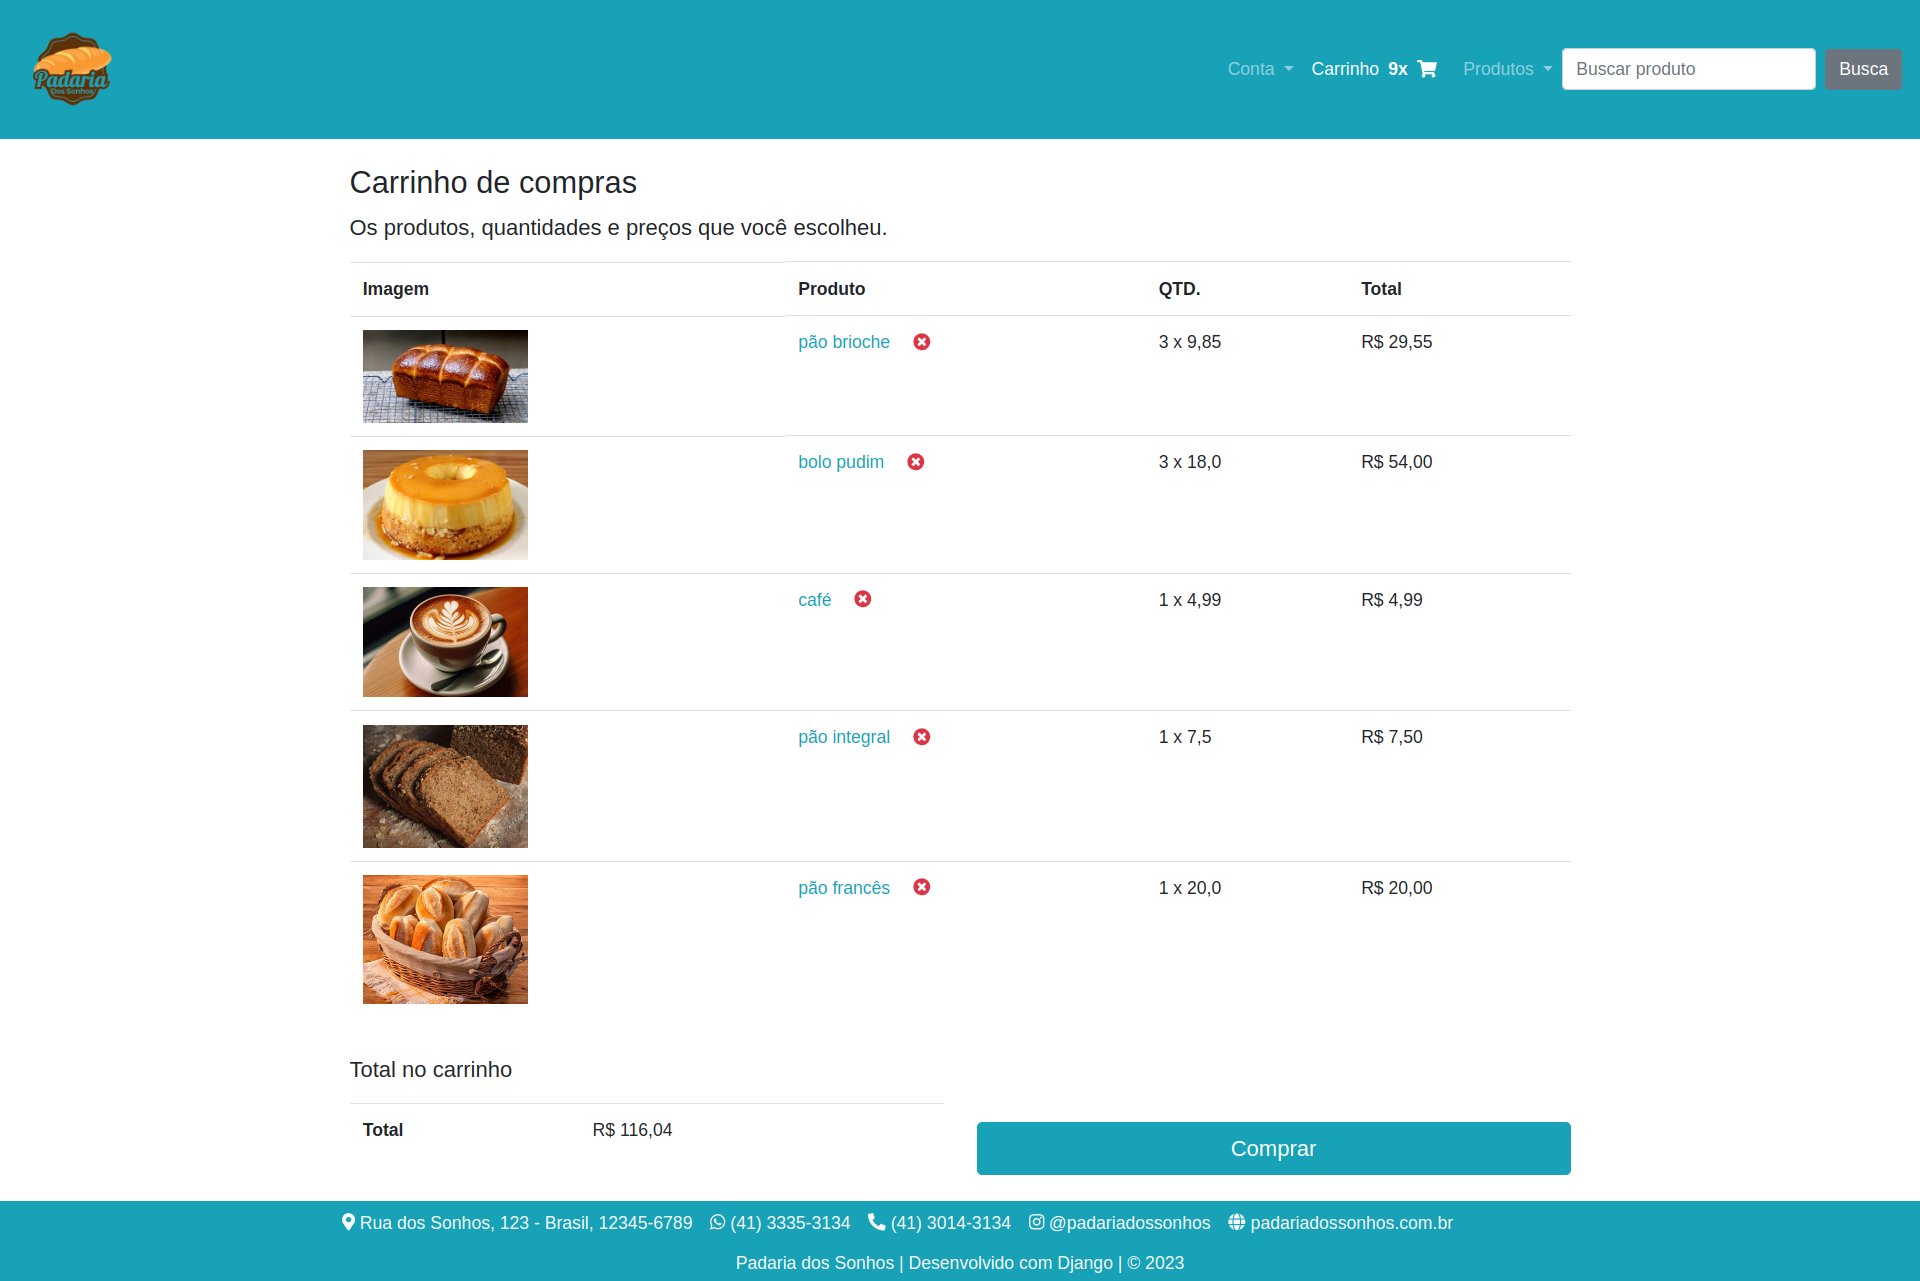 Padaria
Dos Sonhos
Conta Carrinho 9x Produtos Buscar produto Busca
Carrinho de compras
Os produtos, quantidades e preços que você escolheu.
Imagem Produto QTD. Total
pão brioche 3 x 9,85 R$ 29,55
bolo pudim 3 x 18,0 R$ 54,00
café 1 x 4,99 R$ 4,99
pão integral 1 x 7,5 R$ 7,50
pão francês 1 x 20,0 R$ 20,00
Total no carrinho
Total R$ 116,04
Comprar
Rua dos Sonhos, 123 - Brasil, 12345-6789 (41) 3335-3134 (41) 3014-3134 @padariadossonhos padariadossonhos.com.br
Padaria dos Sonhos | Desenvolvido com Django | © 2023